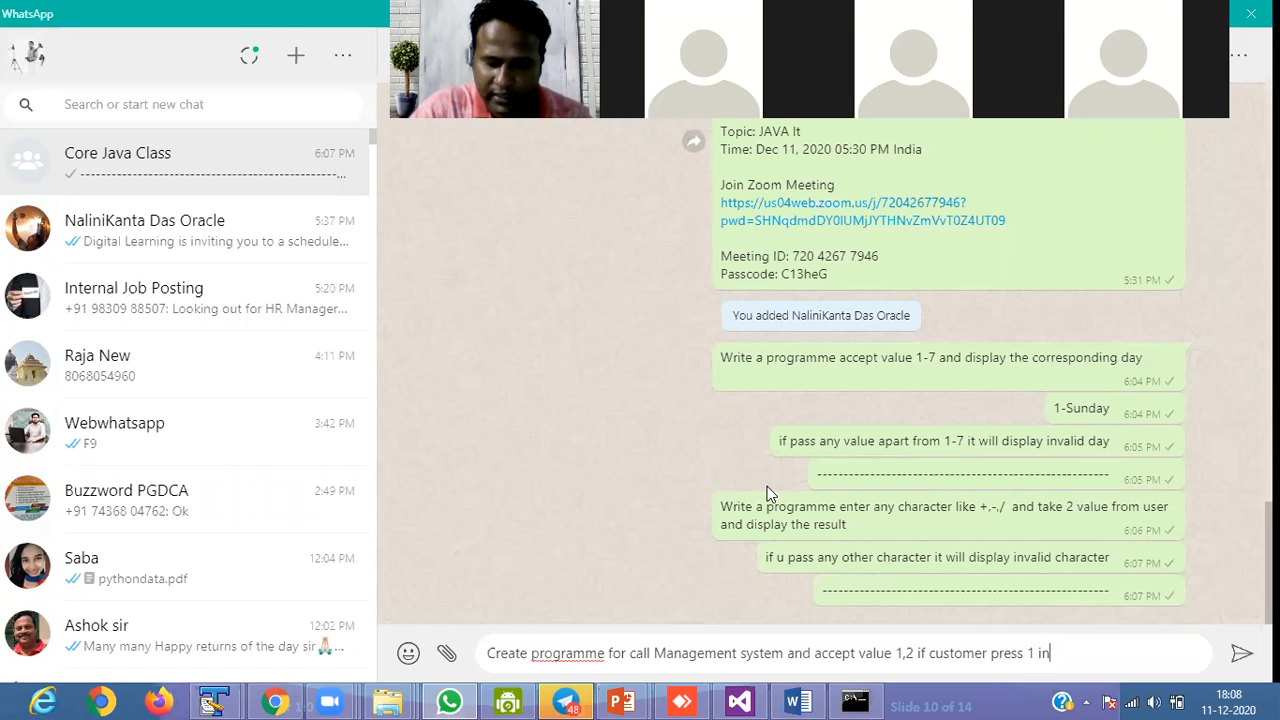 WhatsApp
Search or start new chat
Core Java Class
6:07 PM
-----------------------------------------------...
NaliniKanta Das Oracle
5:37 PM
Digital Learning is inviting you to a schedule...
Internal Job Posting
5:20 PM
+91 98309 88507: Looking out for HR Manager...
Raja New
4:11 PM
8068054960
Webwhatsapp
3:42 PM
F9
Buzzword PGDCA
2:49 PM
+91 74368 04762: Ok
Saba
12:04 PM
pythondata.pdf
Ashok sir
12:02 PM
Many many Happy returns of the day sir🙏🏻...
Topic: JAVA It
Time: Dec 11, 2020 05:30 PM India
Join Zoom Meeting
https://us04web.zoom.us/j/72042677946?
pwd=SHNqdmdDY0lUMjJYTHNvZmVvT0Z4UT09
Meeting ID: 720 4267 7946
Passcode: C13heG
5:31 PM
You added NaliniKanta Das Oracle
Write a programme accept value 1-7 and display the corresponding day
6:04 PM
1-Sunday
6:04 PM
if pass any value apart from 1-7 it will display invalid day
6:05 PM
-------------------------------------------------------
6:05 PM
Write a programme enter any character like +,-,/ and take 2 value from user
and display the result
6:06 PM
if u pass any other character it will display invalid character
6:07 PM
------------------------------------------------------
6:07 PM
Create programme for call Management system and accept value 1,2 if customer press 1 in
48
Slide 10 of 14
18:08
11-12-2020